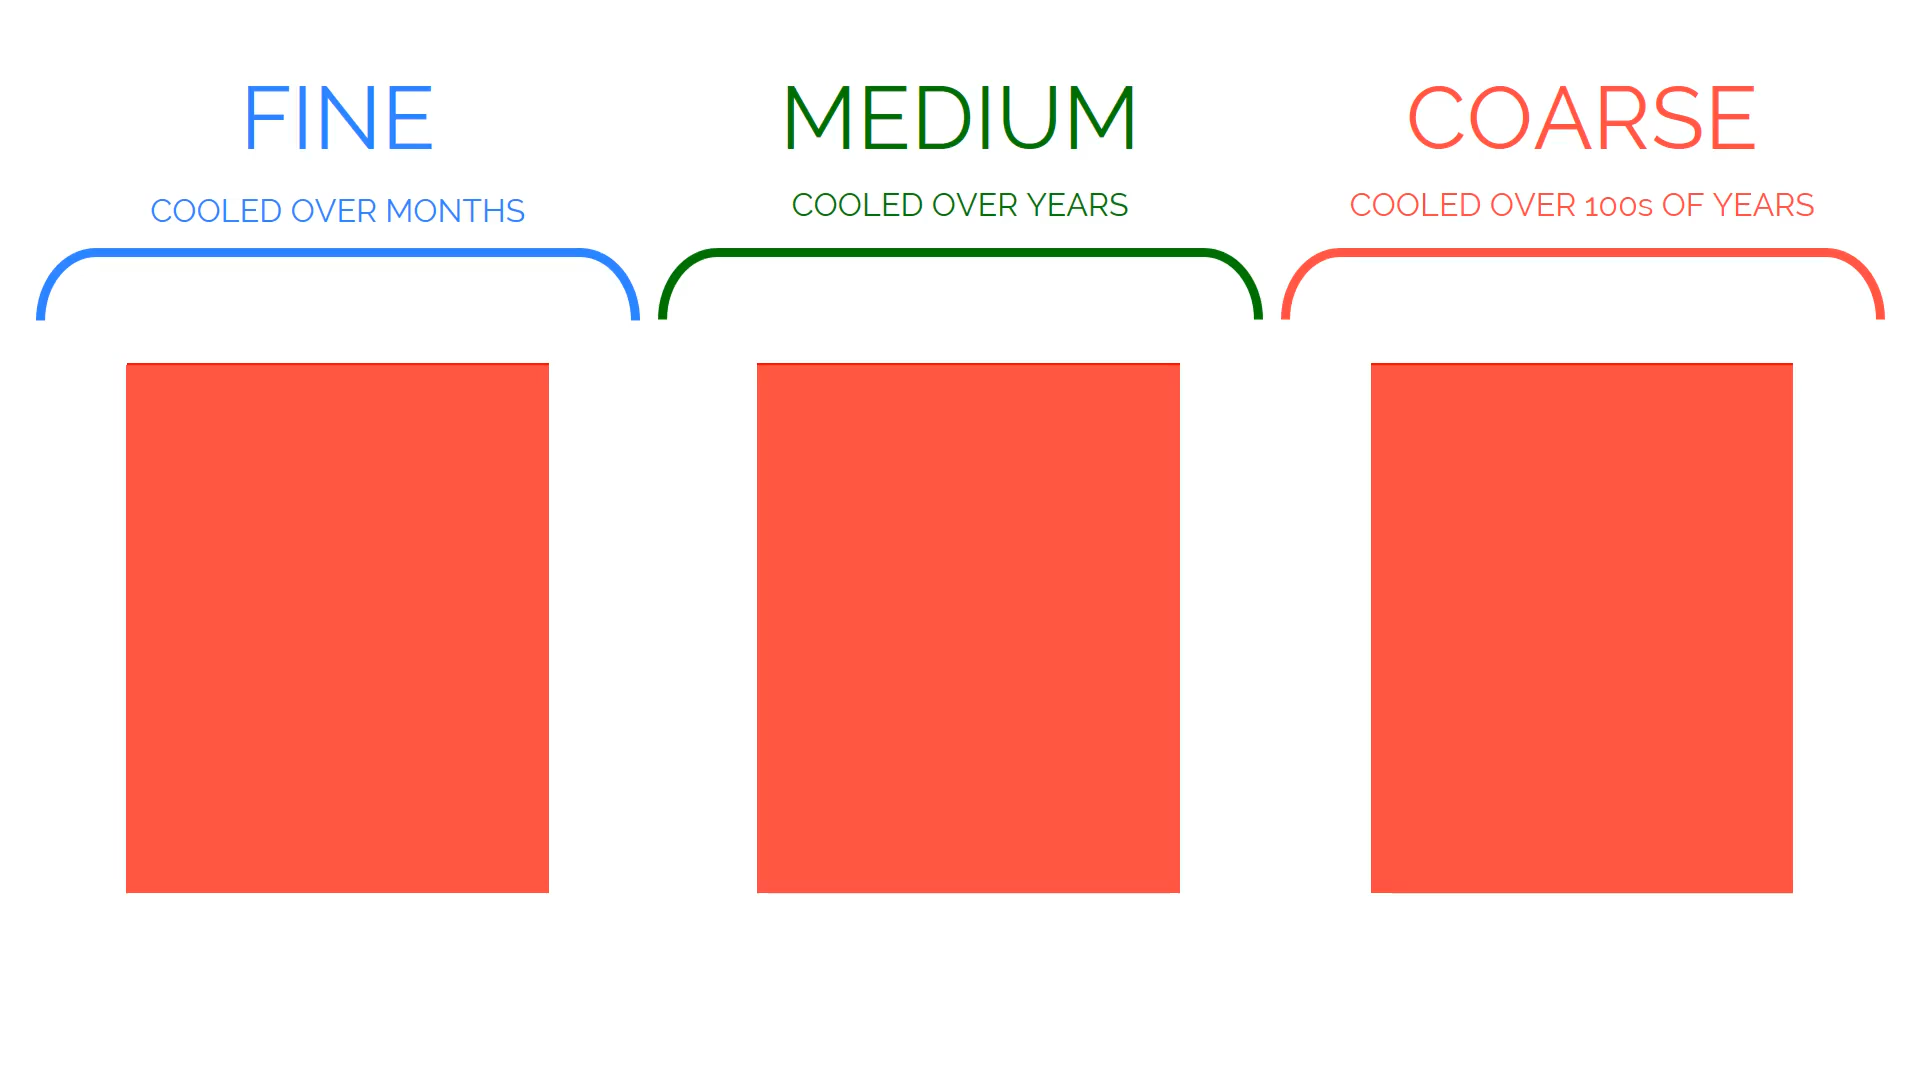 FINE
COOLED OVER MONTHS
MEDIUM
COOLED OVER YEARS
COARSE
COOLED OVER 100s OF YEARS